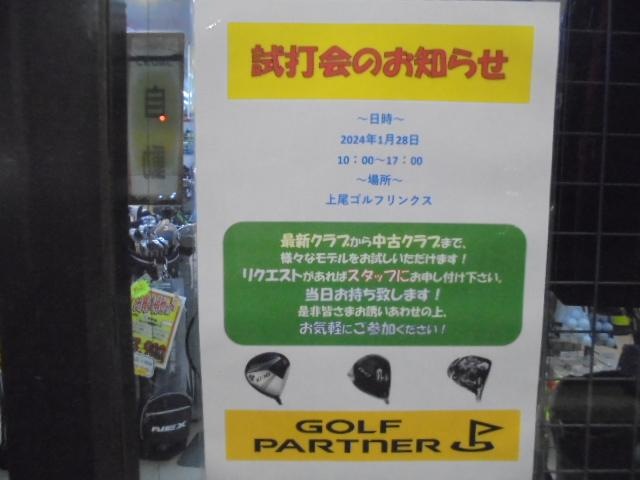 試打会のお知らせ
～日時～
2024年1月28日
10：00～17：00
～場所～
上尾ゴルフリンクス
最新クラブから中古クラブまで、
様々なモデルをお試しいただけます！
リクエストがあればスタッフにお申し付け下さい。
当日お持ち致します！
是非皆さまお誘いあわせの上、
お気軽にご参加ください！
GOLF
PARTNER
自
NEX